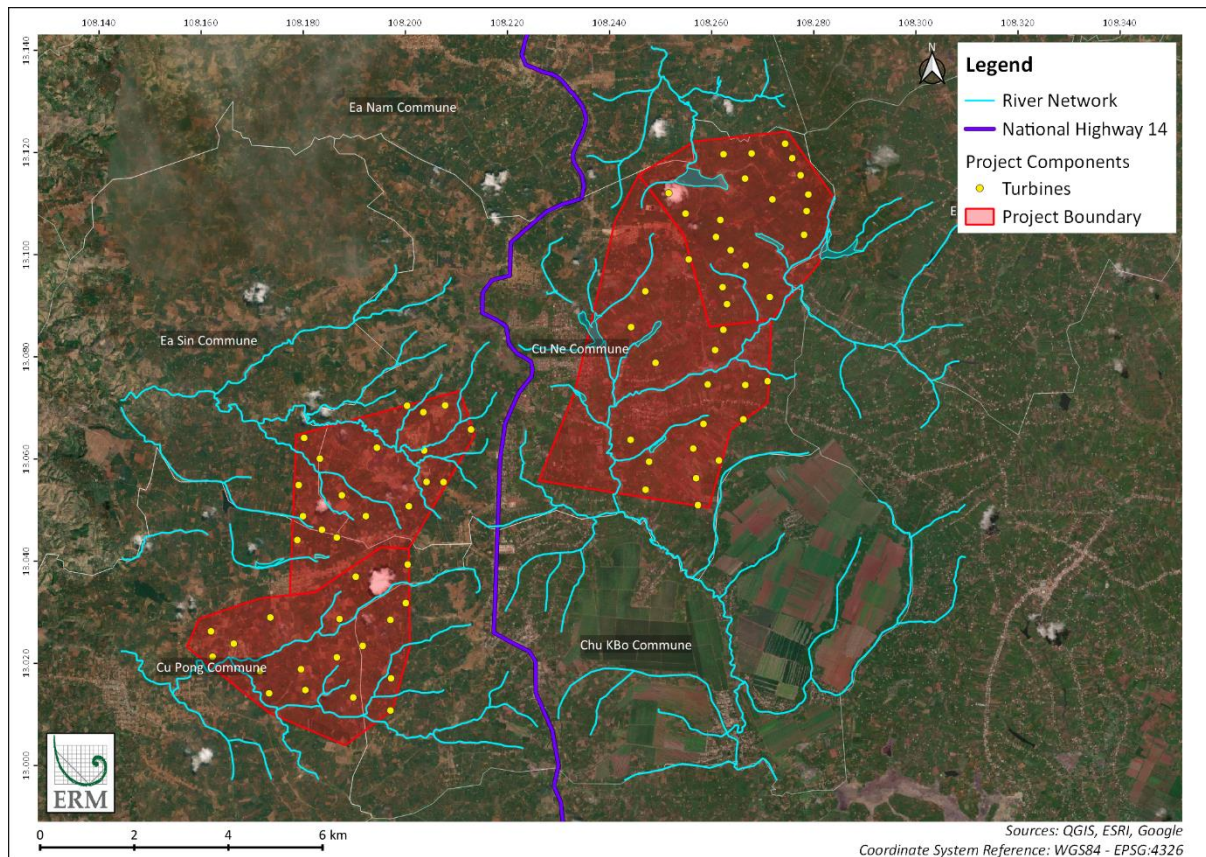 108.140 108.160 108.180 108.200 108.220 108.240 108.260 108.280 108.300 108.320 108.340
13.140
13.120
13.100
13.080
13.060
13.040
13.020
13.000
N
Legend
River Network
National Highway 14
Project Components
Turbines
Project Boundary
Ea Nam Commune
E
Ea Sin Commune
Cu Ne Commune
Chu KBo Commune
Cu Pong Commune
ERM
0 2 4 6 km
Sources: QGIS, ESRI, Google
Coordinate System Reference: WGS84 - EPSG:4326